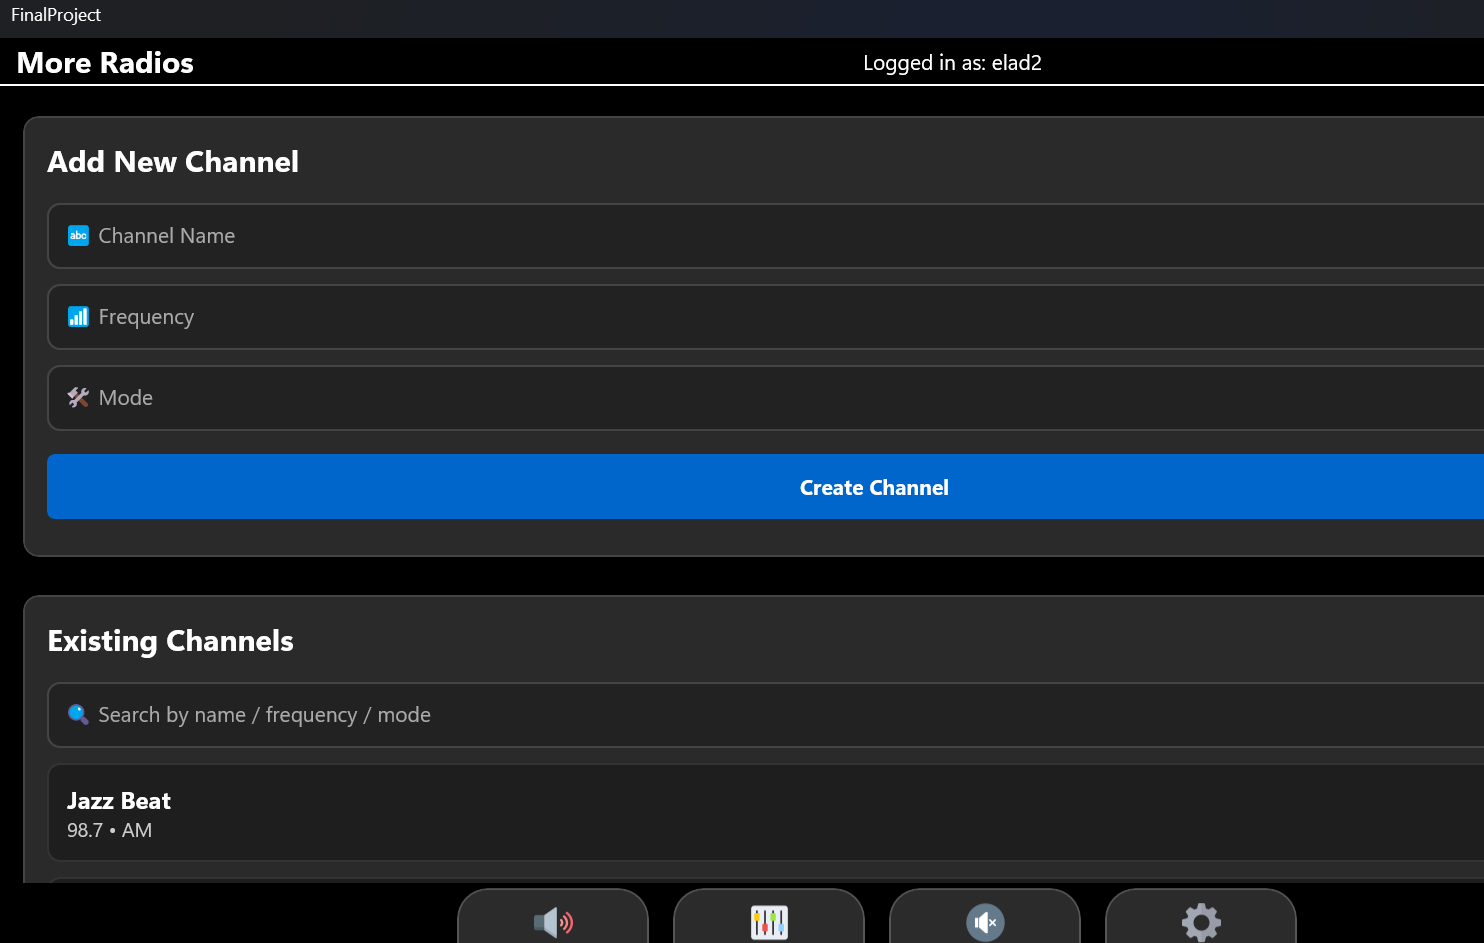 FinalProject
More Radios
Logged in as: elad2
Add New Channel
abc Channel Name
Frequency
Mode
Create Channel
Existing Channels
Search by name / frequency / mode
Jazz Beat
98.7 • AM